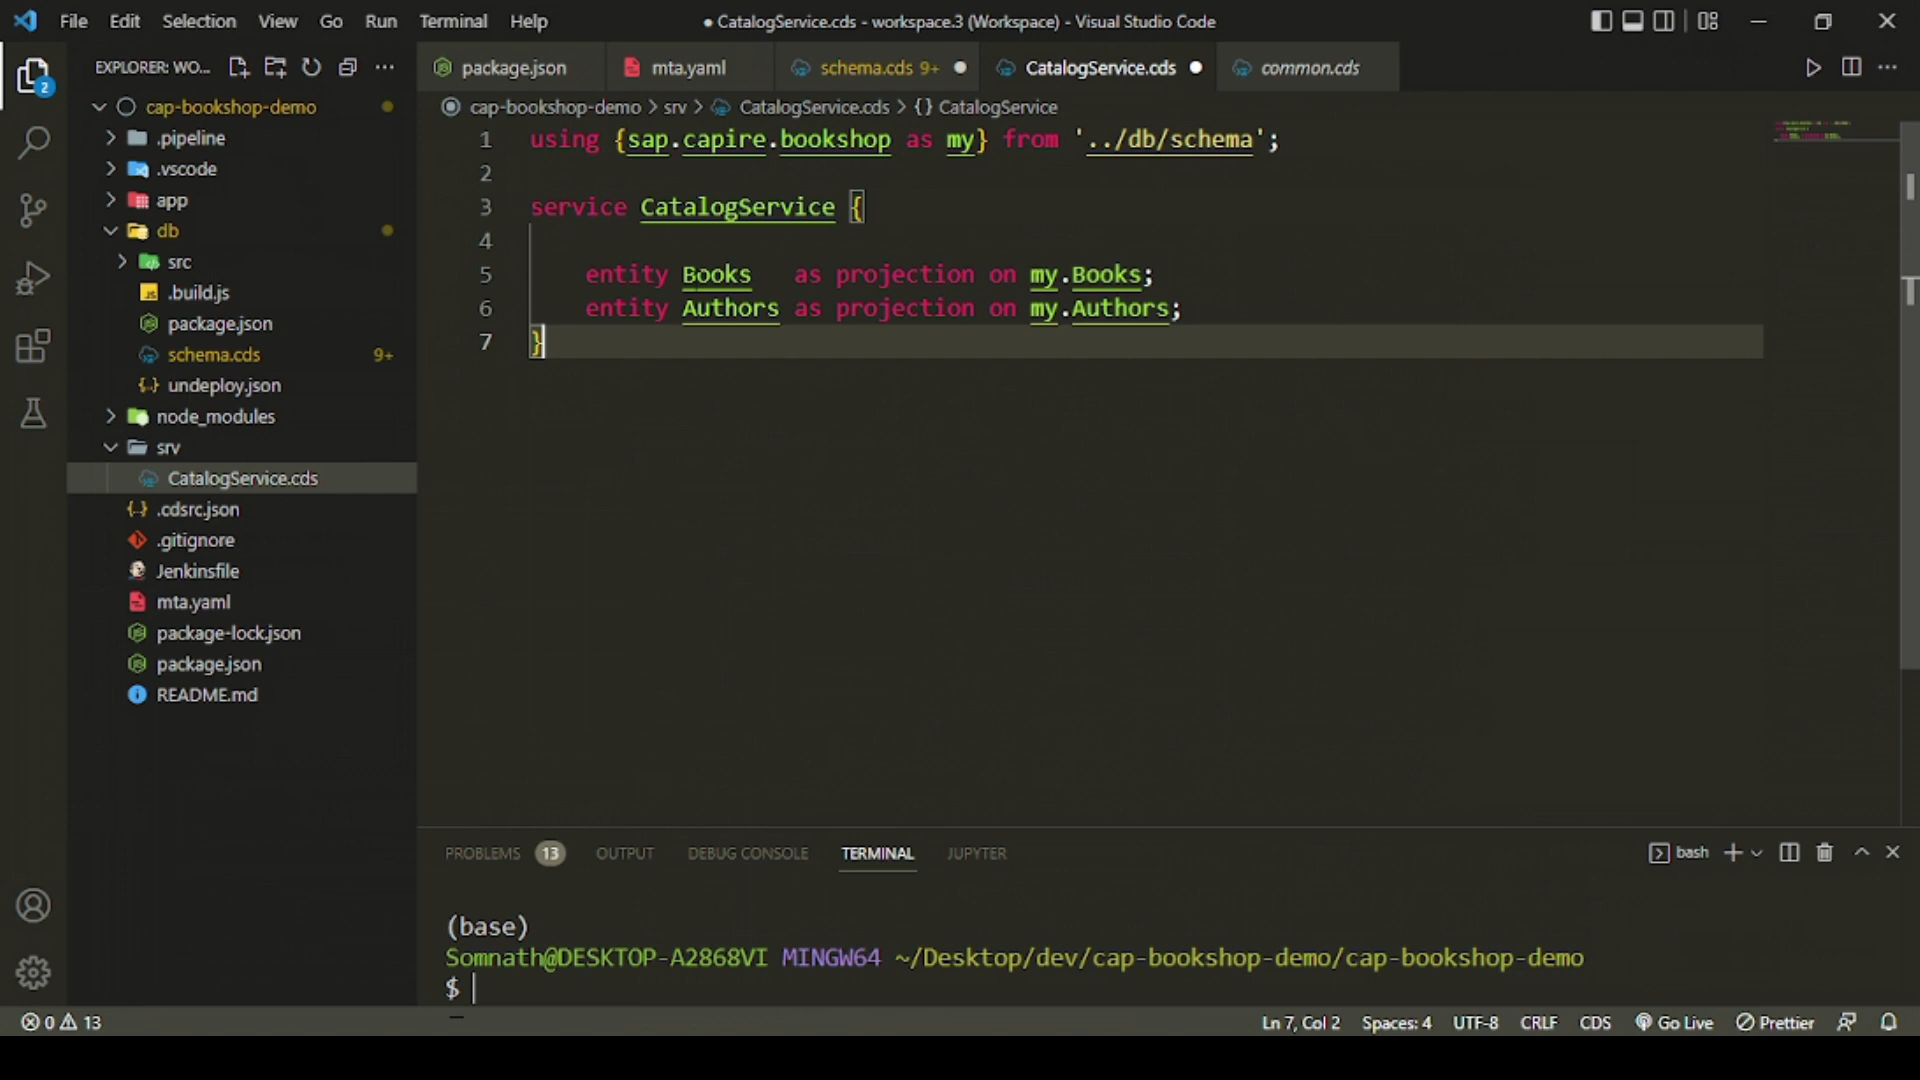 File Edit Selection View Go Run Terminal Help
● CatalogService.cds - workspace.3 (Workspace) - Visual Studio Code
2
EXPLORER: WO...
cap-bookshop-demo
.pipeline
.vscode
app
db
src
.build.js
package.json
schema.cds 9+
undeploy.json
node_modules
srv
CatalogService.cds
.cdsrc.json
.gitignore
Jenkinsfile
mta.yaml
package-lock.json
package.json
README.md
package.json mta.yaml schema.cds 9+ CatalogService.cds common.cds
cap-bookshop-demo > srv > CatalogService.cds > {} CatalogService
1 using {sap.capire.bookshop as my} from '../db/schema';
2
3 service CatalogService {
4
5 entity Books as projection on my.Books;
6 entity Authors as projection on my.Authors;
7 }
PROBLEMS 13 OUTPUT DEBUG CONSOLE TERMINAL JUPYTER bash
(base)
Somnath@DESKTOP-A2868VI MINGW64 ~/Desktop/dev/cap-bookshop-demo/cap-bookshop-demo
$
0 13 Ln 7, Col 2 Spaces: 4 UTF-8 CRLF CDS Go Live Prettier